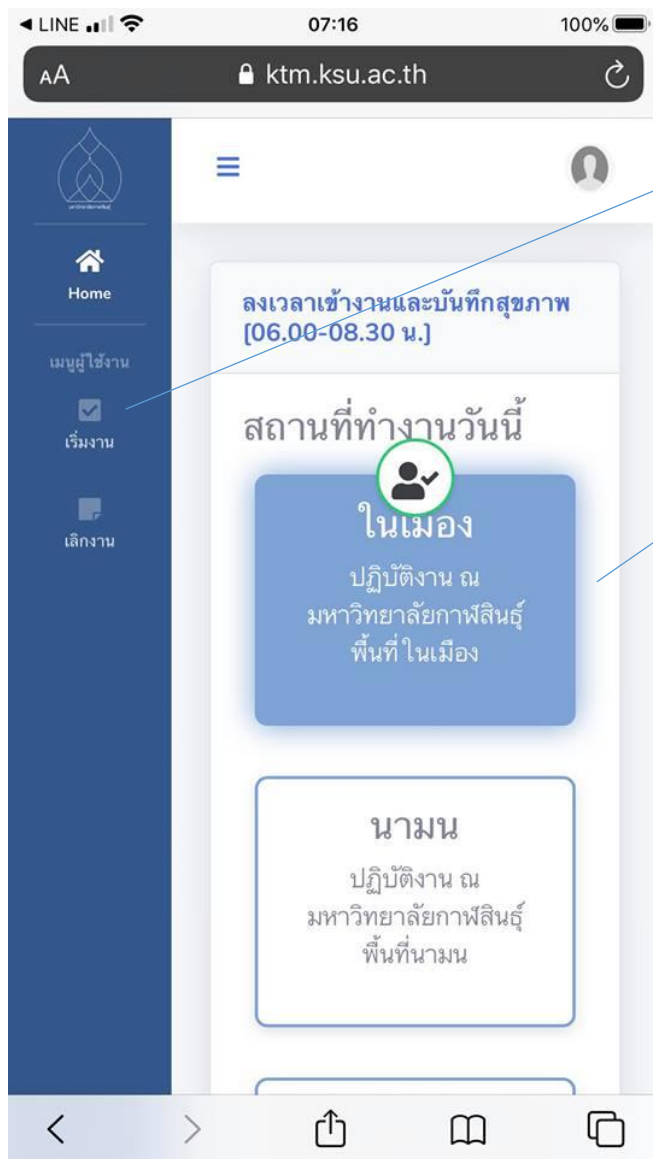 LINE
07:16
100%
AA
ktm.ksu.ac.th
Home
เมนูผู้ใช้งาน
เริ่มงาน
เลิกงาน
ลงเวลาเข้างานและบันทึกสุขภาพ
[06.00-08.30 น.]
สถานที่ทำงานวันนี้
ในเมือง
ปฏิบัติงาน ณ
มหาวิทยาลัยกาฬสินธุ์
พื้นที่ ในเมือง
นามน
ปฏิบัติงาน ณ
มหาวิทยาลัยกาฬสินธุ์
พื้นที่นามน